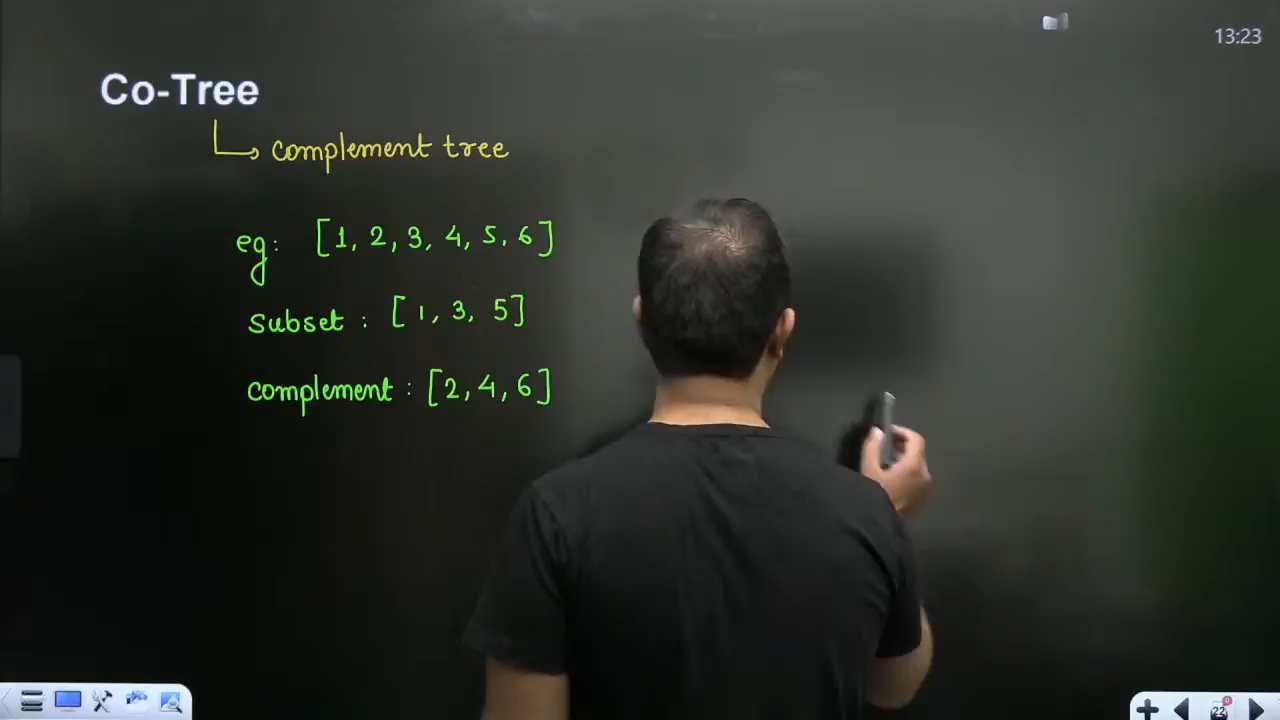 13:23
Co-Tree
complement tree
eg: [1, 2, 3, 4, 5, 6]
subset : [1, 3, 5]
complement : [2, 4, 6]
22